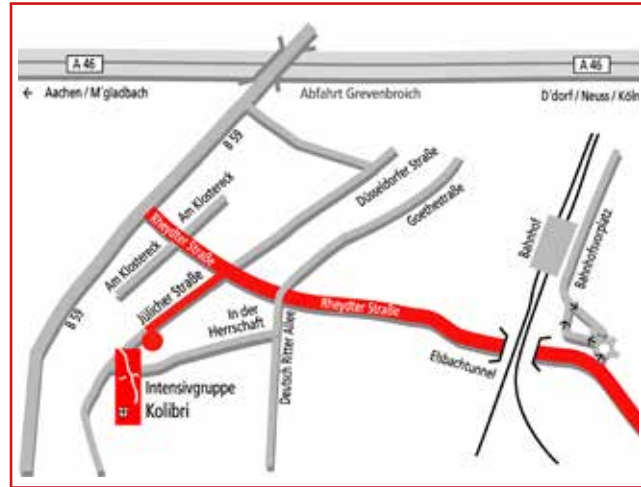 A 46
A 46
← Aachen / M´gladbach
Abfahrt Grevenbroich
D´dorf / Neuss / Köln
B 59
Düsseldorfer Straße
Am Klostereck
Goethestraße
Rheydter Straße
Am Klostereck
Bahnhof
Bahnhofsvorplatz
Jülicher Straße
In der
Herrschaft
Rheydter Straße
B 59
Deutsch Ritter Allee
Elsbachtunnel
Intensivgruppe
Kolibri